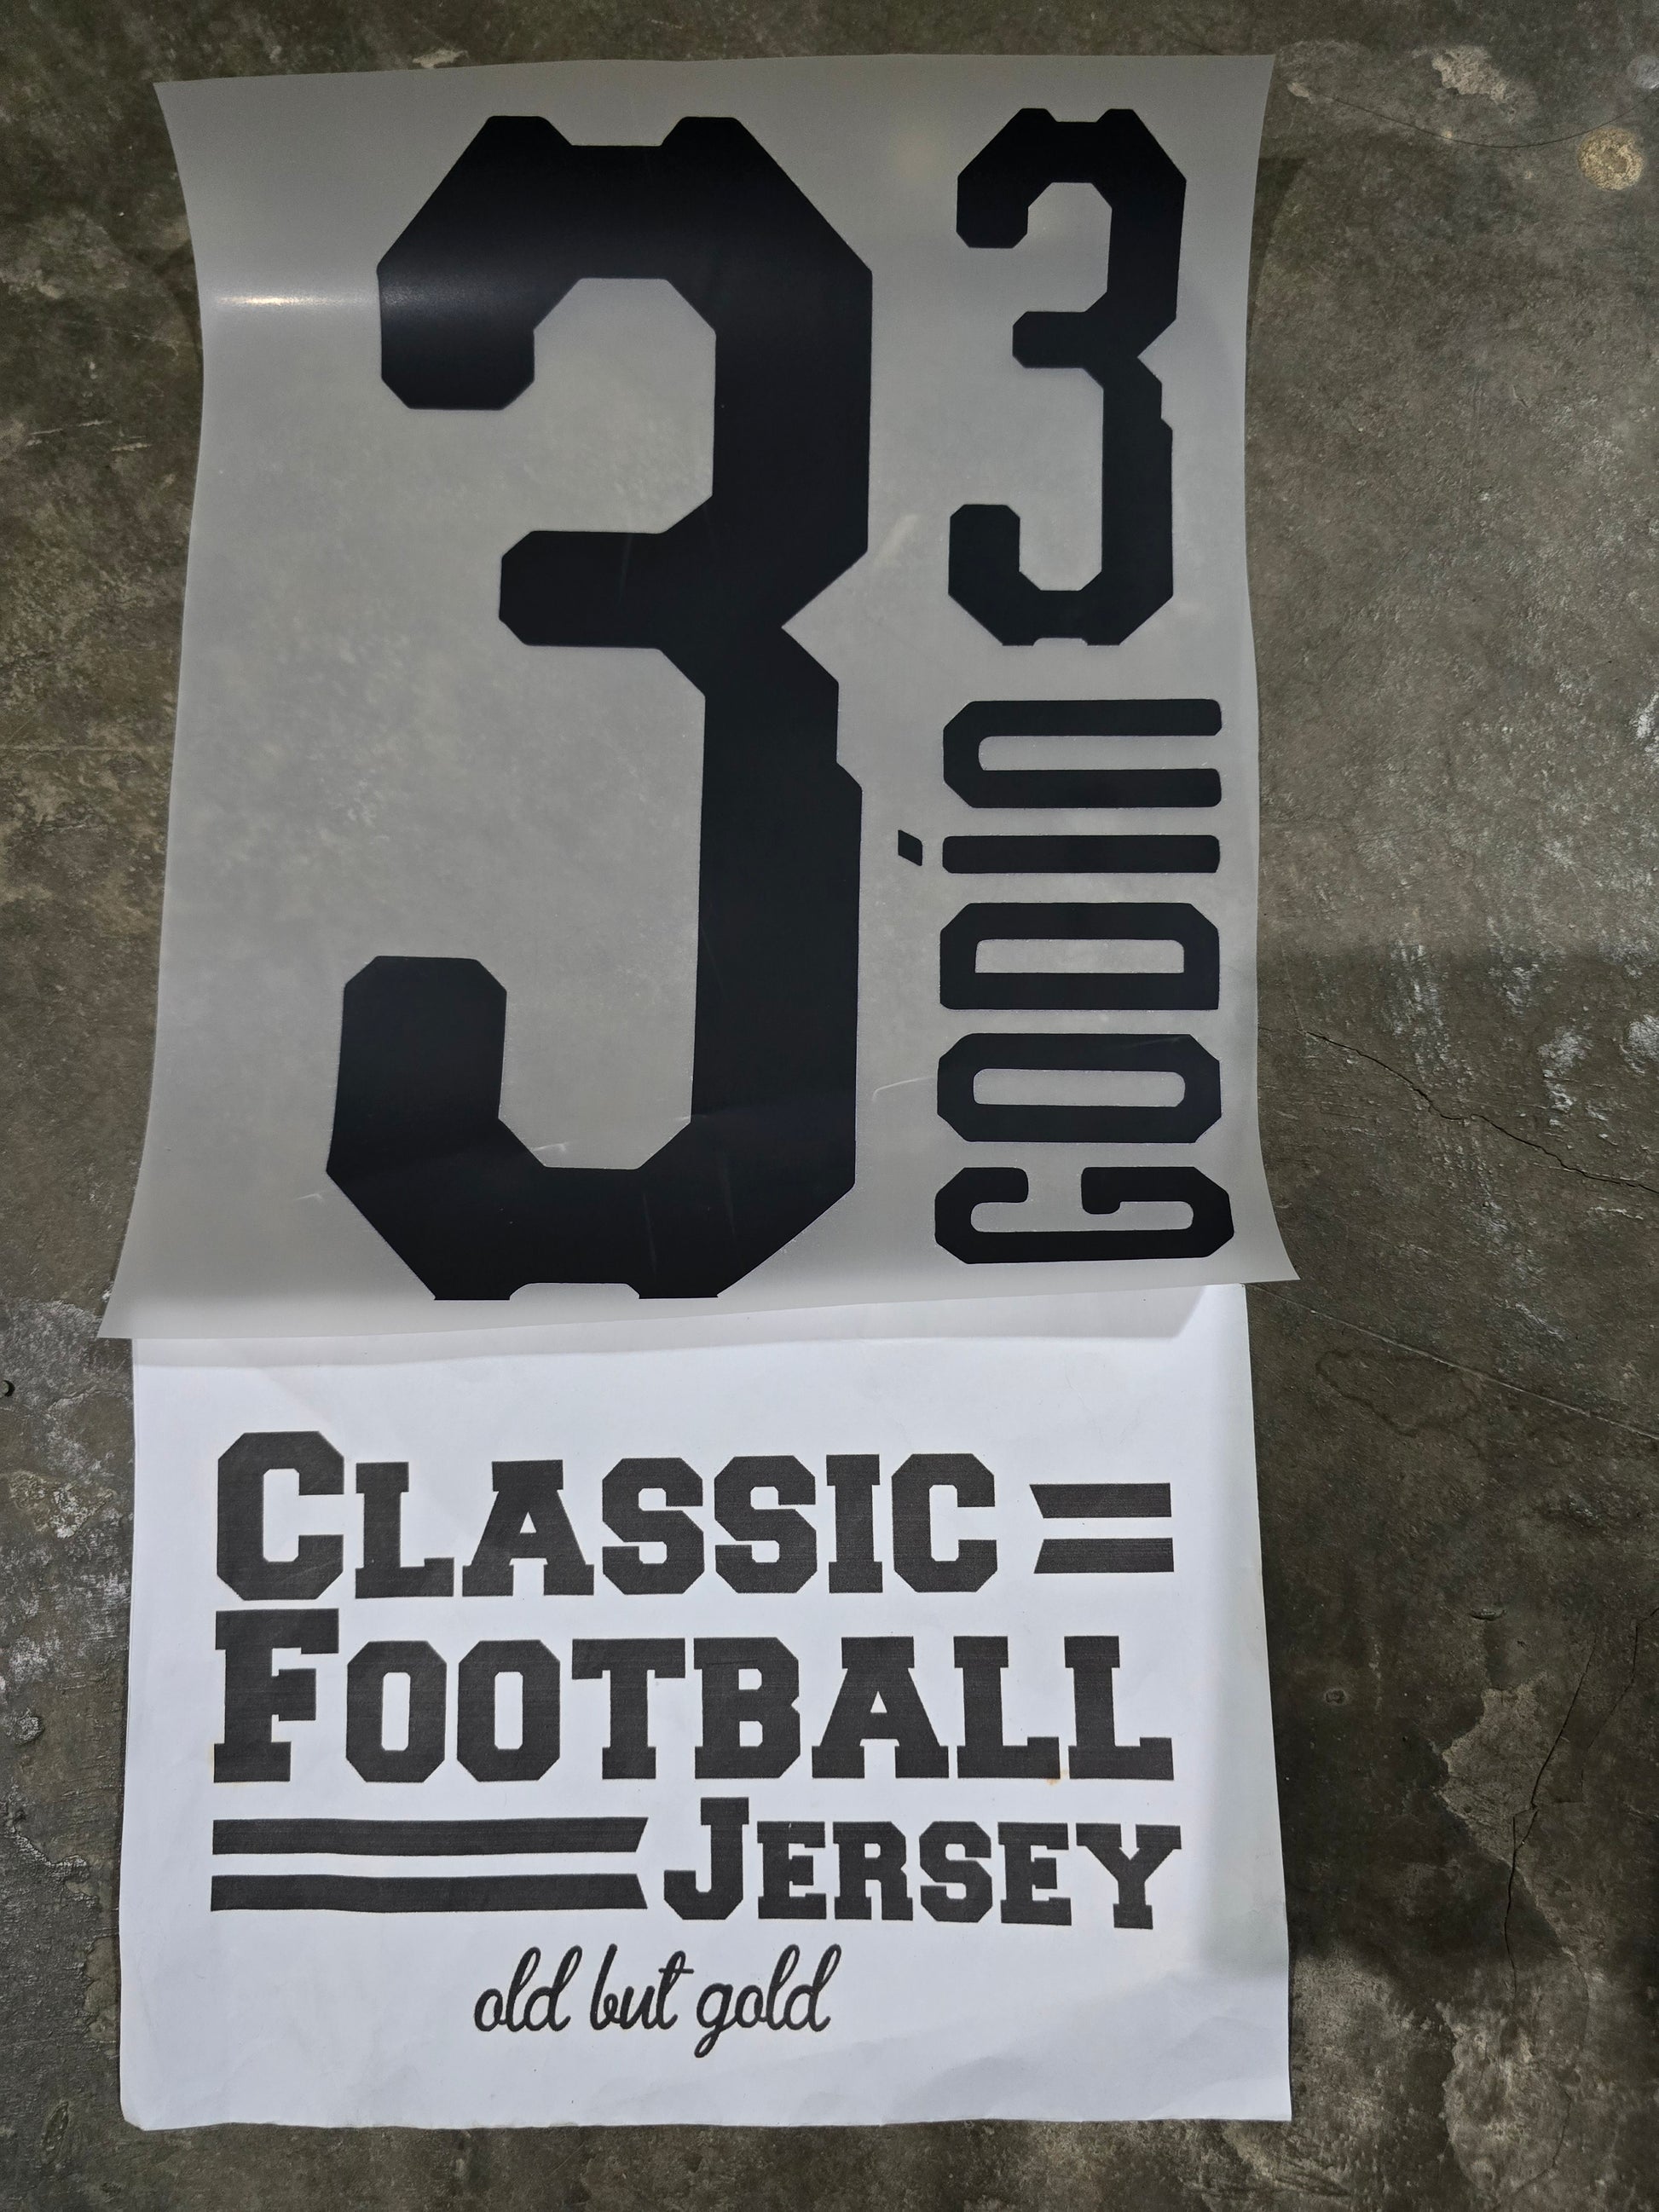 3
3
GODÍN
CLASSIC
FOOTBALL
JERSEY
old but gold